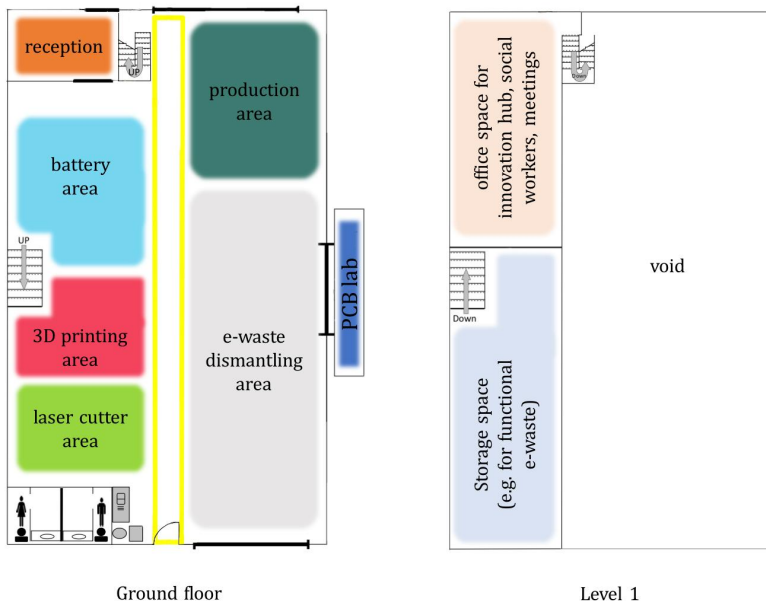 reception
UP
production
area
battery
area
UP
PCB lab
3D printing
area
e-waste
dismantling
area
laser cutter
area
Ground floor
office space for
innovation hub, social
workers, meetings
Down
void
Down
Storage space
(e.g. for functional
e-waste)
Level 1